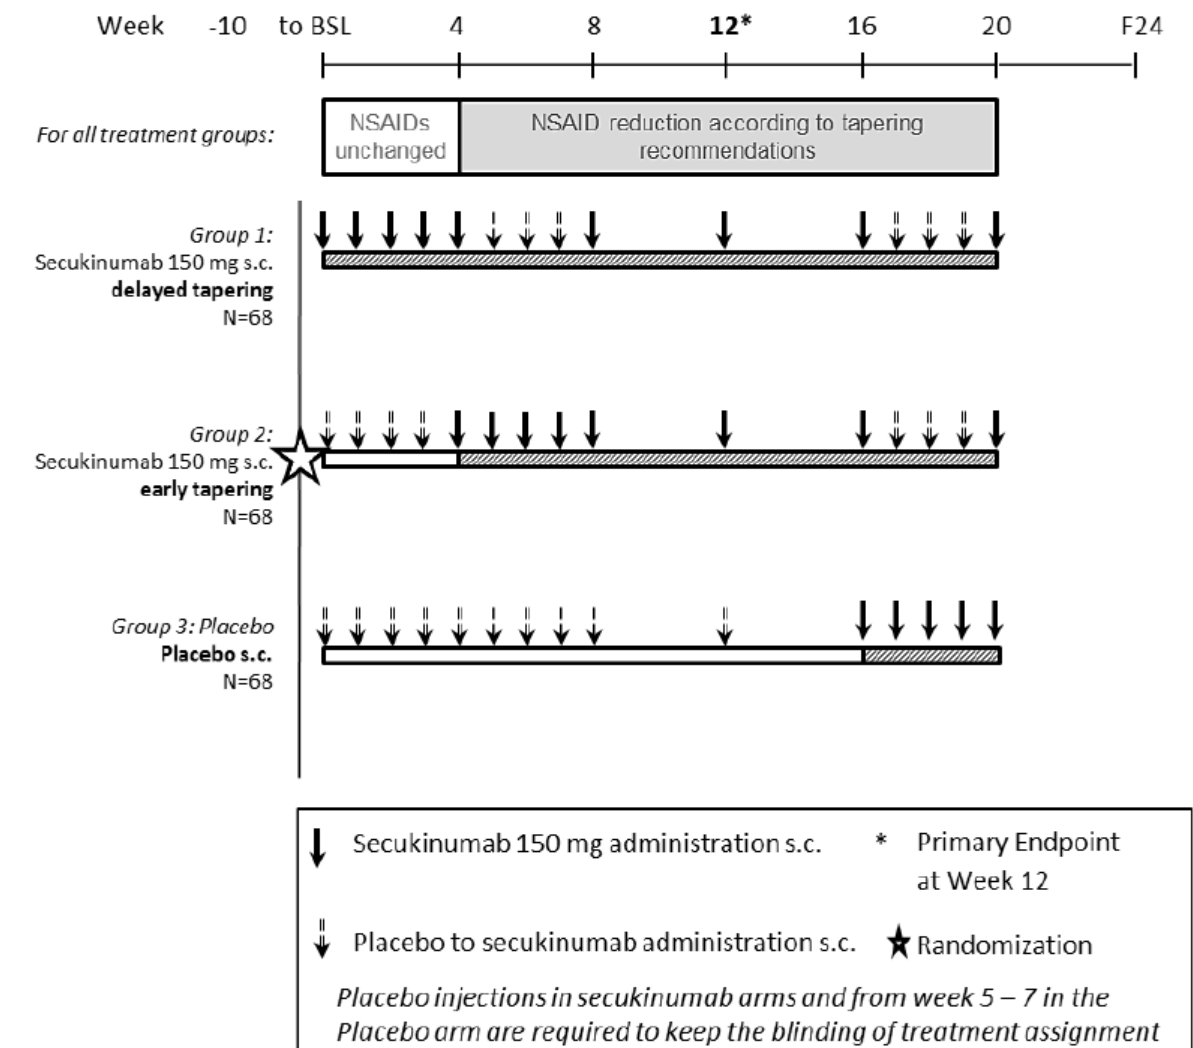 Week -10 to BSL 4 8 12* 16 20 F24
For all treatment groups:
NSAIDs
unchanged
NSAID reduction according to tapering
recommendations
Group 1:
Secukinumab 150 mg s.c.
delayed tapering
N=68
Group 2:
Secukinumab 150 mg s.c.
early tapering
N=68
Group 3: Placebo
Placebo s.c.
N=68
Secukinumab 150 mg administration s.c.
* Primary Endpoint
at Week 12
Placebo to secukinumab administration s.c.
Randomization
Placebo injections in secukinumab arms and from week 5 – 7 in the
Placebo arm are required to keep the blinding of treatment assignment